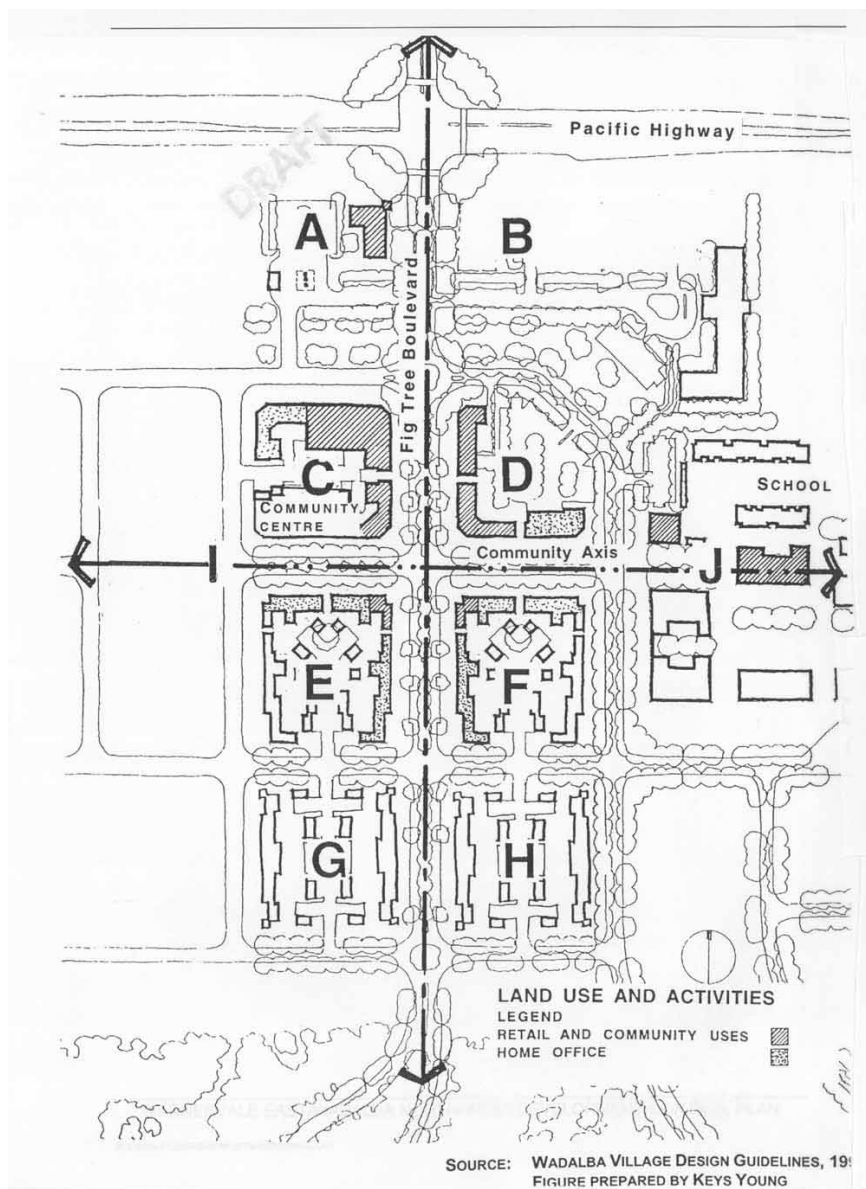 Pacific Highway
DRAFT
A
B
Fig Tree Boulevard
C
COMMUNITY
CENTRE
D
SCHOOL
Community Axis
I
J
E
F
G
H
LAND USE AND ACTIVITIES
LEGEND
RETAIL AND COMMUNITY USES
HOME OFFICE
SOURCE: WADALBA VILLAGE DESIGN GUIDELINES, 199
FIGURE PREPARED BY KEYS YOUNG